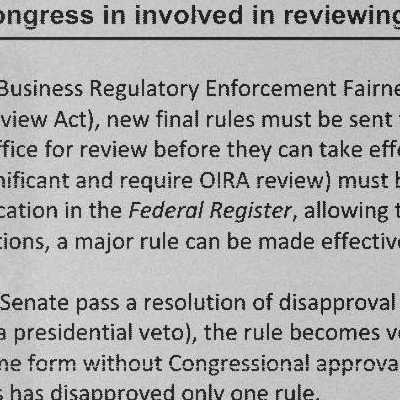 ongress in involved in reviewing
Business Regulatory Enforcement Fairne
view Act), new final rules must be sent
ffice for review before they can take effe
nificant and require OIRA review) must b
cation in the Federal Register, allowing t
tions, a major rule can be made effectiv
Senate pass a resolution of disapproval
a presidential veto), the rule becomes v
me form without Congressional approva
s has disapproved only one rule.